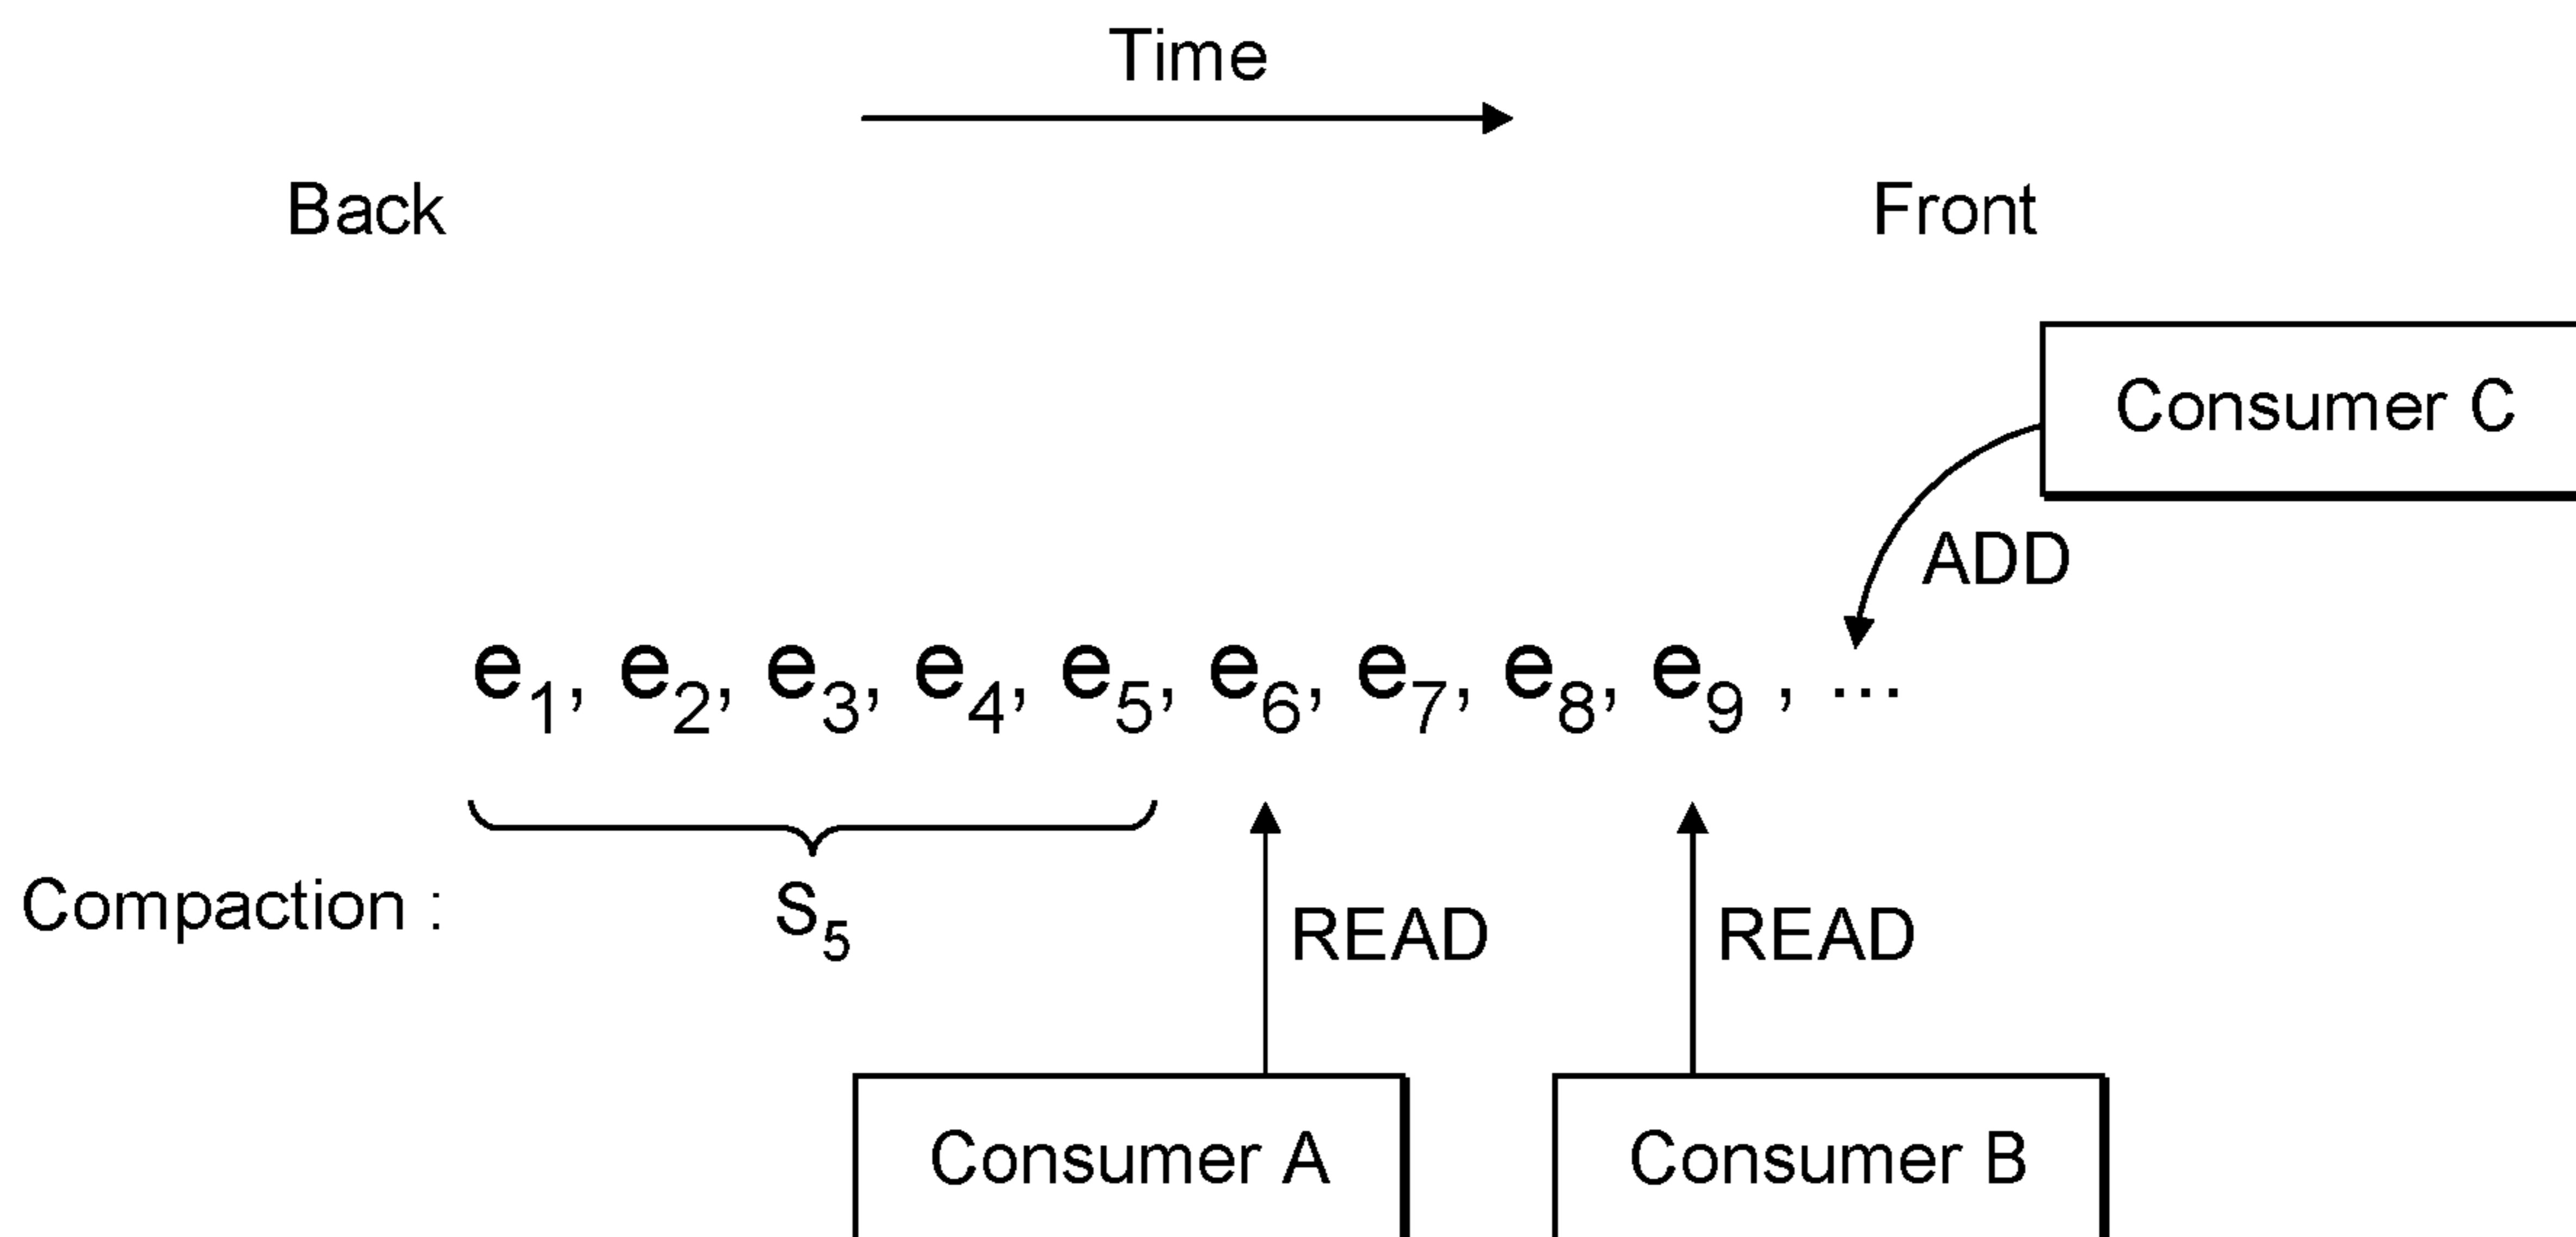 Time
Back Front
Consumer C
ADD
e1, e2, e3, e4, e5, e6, e7, e8, e9 , ...
Compaction : S5 READ READ
Consumer A Consumer B